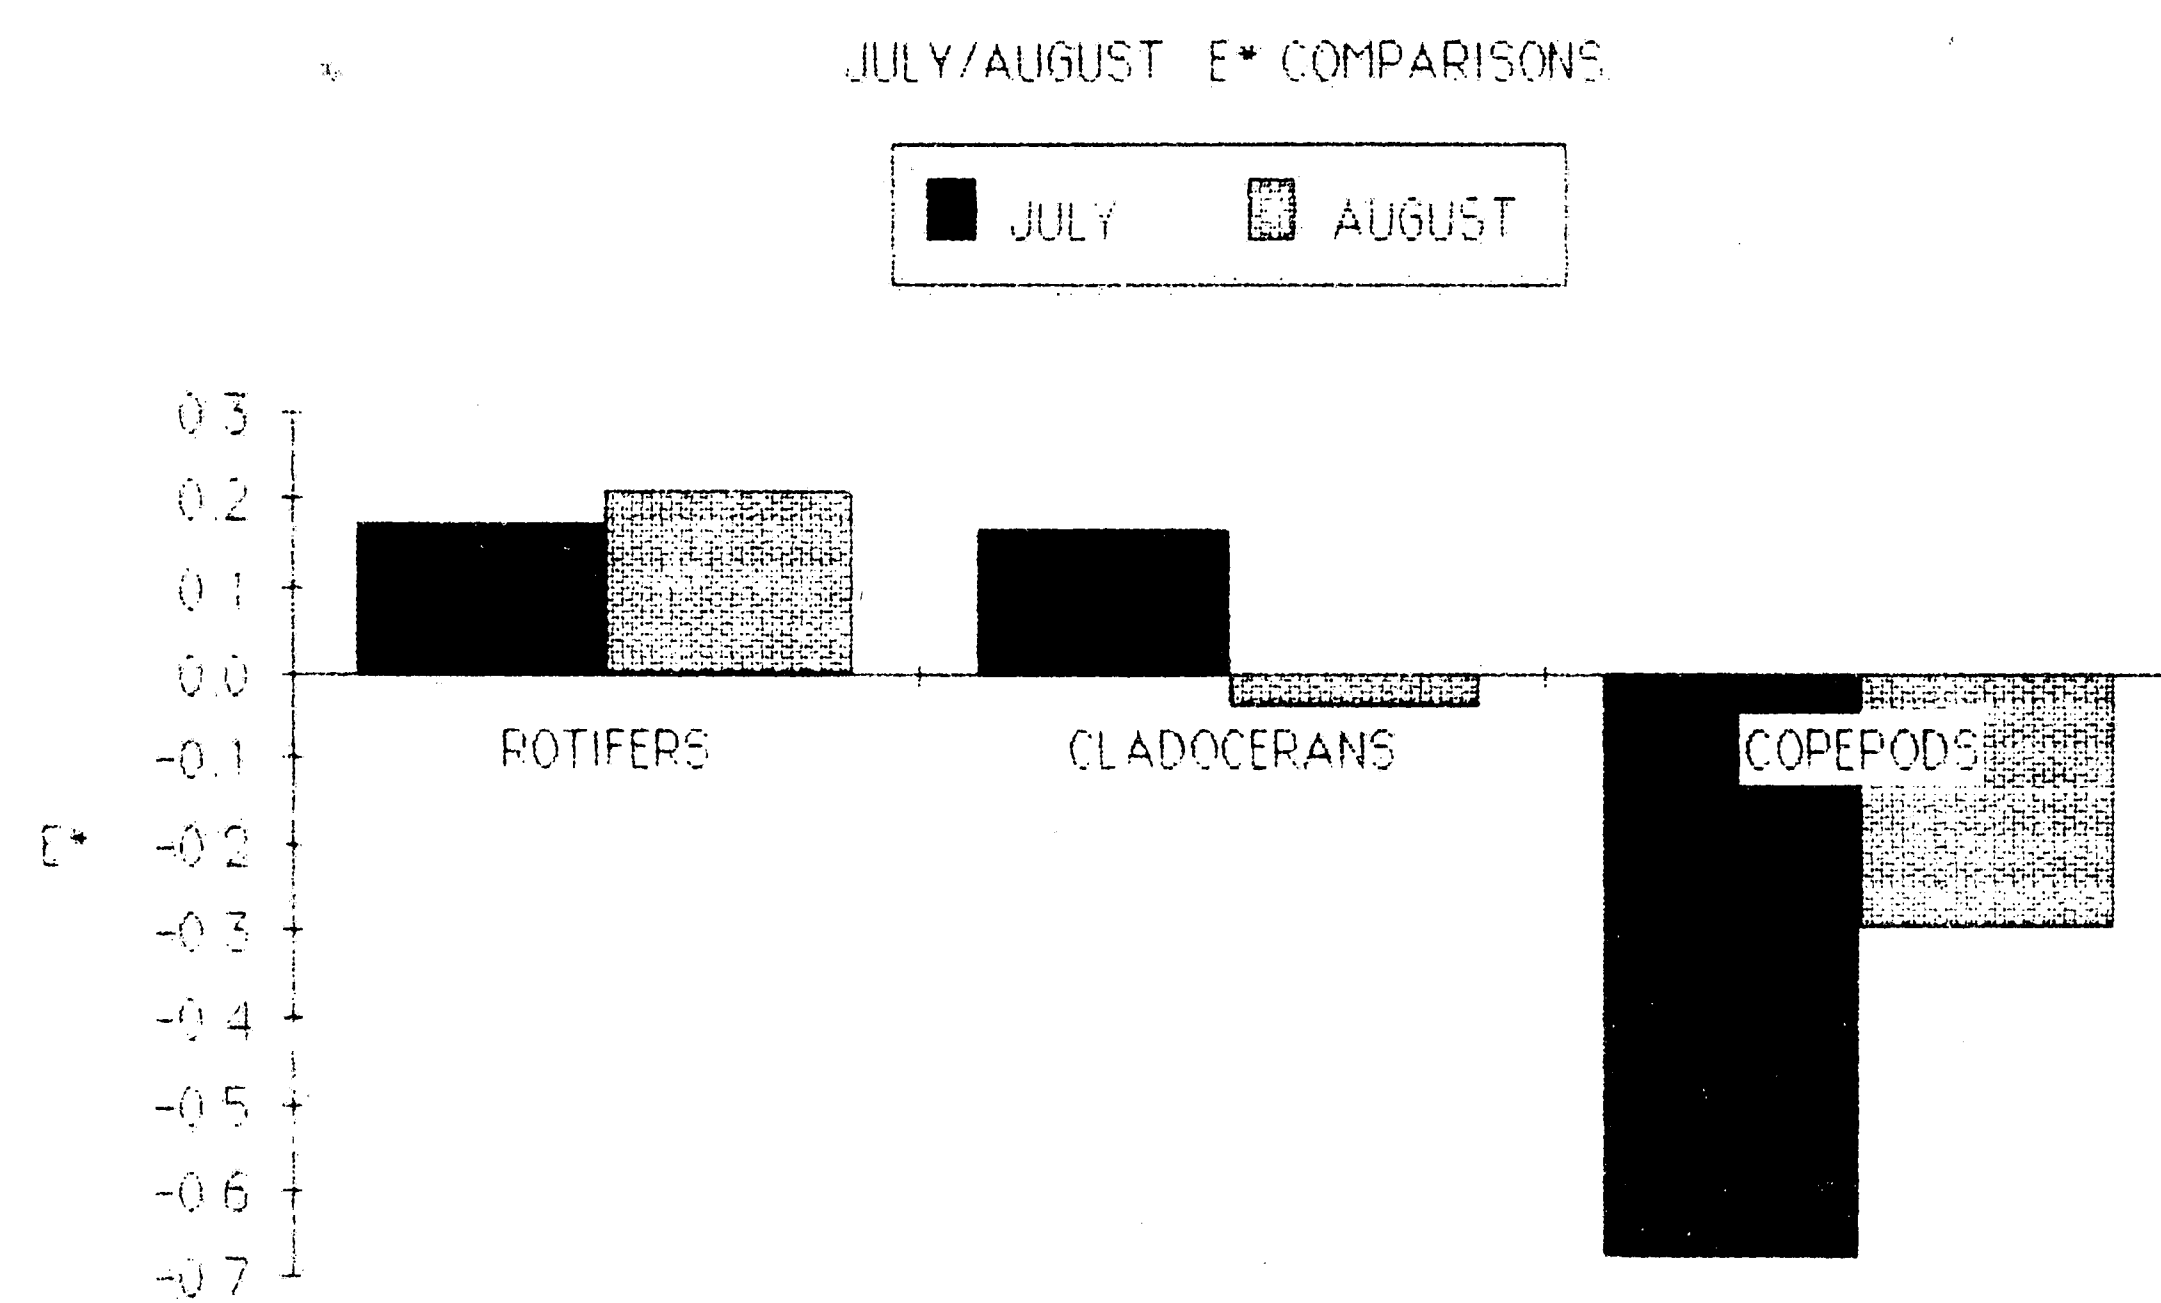 JULY/AUGUST E* COMPARISONS
JULY AUGUST
0.3
0.2
0.1
0.0
ROTIFERS CLADOCERANS COPEPODS
-0.1
E* -0.2
-0.3
-0.4
-0.5
-0.6
-0.7